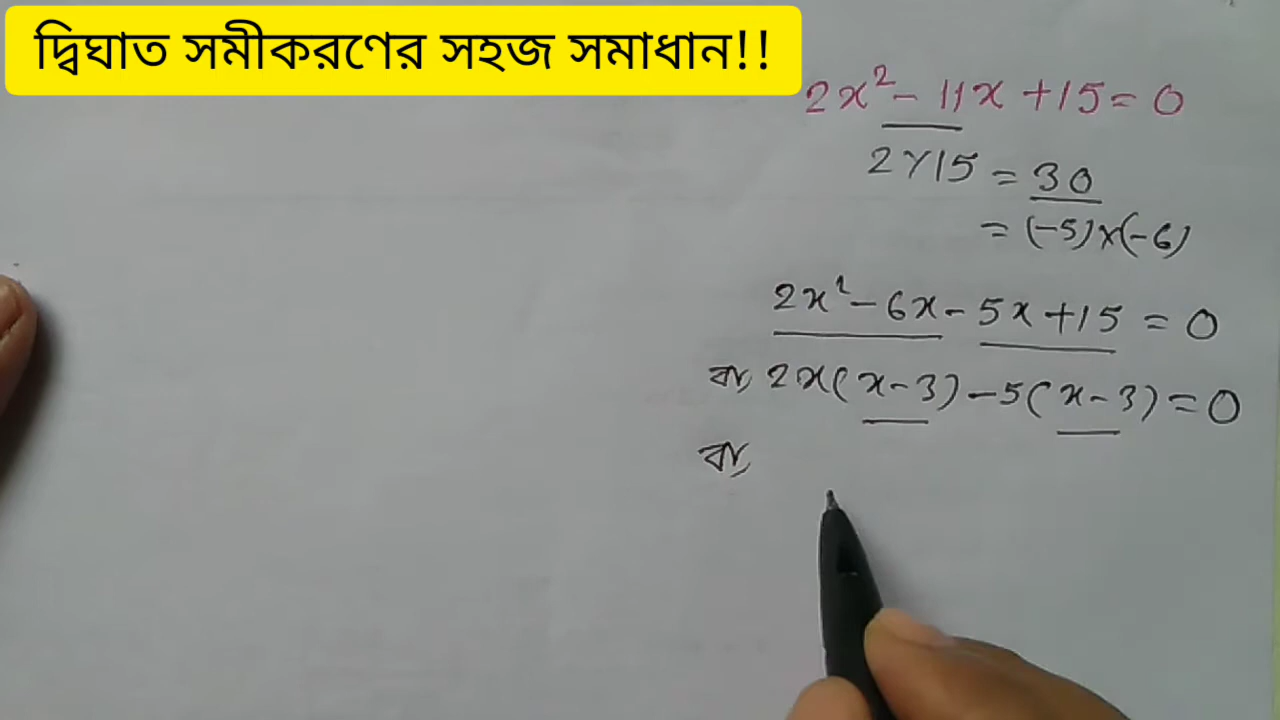 দ্বিঘাত সমীকরণের সহজ সমাধান!!
2x² - 11x + 15 = 0
2×15 = 30
= (-5)×(-6)
2x² - 6x - 5x + 15 = 0
বা, 2x(x-3) - 5(x-3) = 0
বা,